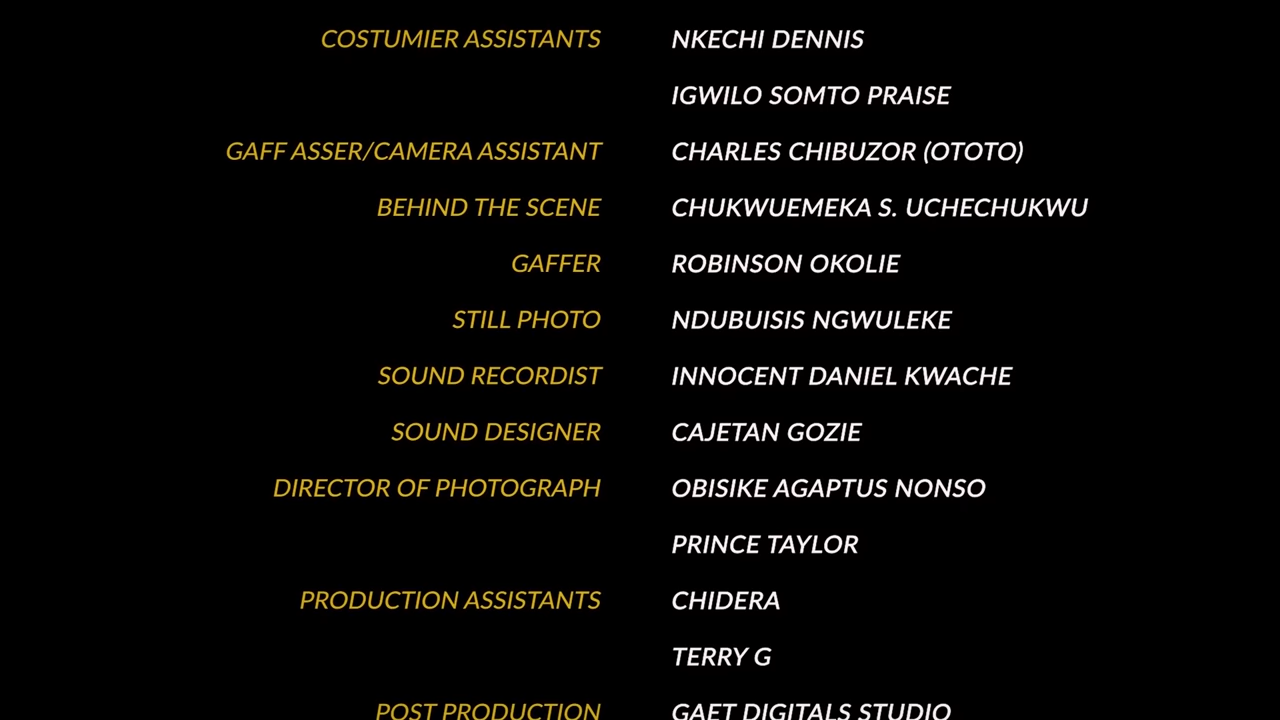 COSTUMIER ASSISTANTS NKECHI DENNIS
IGWILO SOMTO PRAISE
GAFF ASSER/CAMERA ASSISTANT CHARLES CHIBUZOR (OTOTO)
BEHIND THE SCENE CHUKWUEMEKA S. UCHECHUKWU
GAFFER ROBINSON OKOLIE
STILL PHOTO NDUBUISIS NGWULEKE
SOUND RECORDIST INNOCENT DANIEL KWACHE
SOUND DESIGNER CAJETAN GOZIE
DIRECTOR OF PHOTOGRAPH OBISIKE AGAPTUS NONSO
PRINCE TAYLOR
PRODUCTION ASSISTANTS CHIDERA
TERRY G
POST PRODUCTION GAET DIGITALS STUDIO